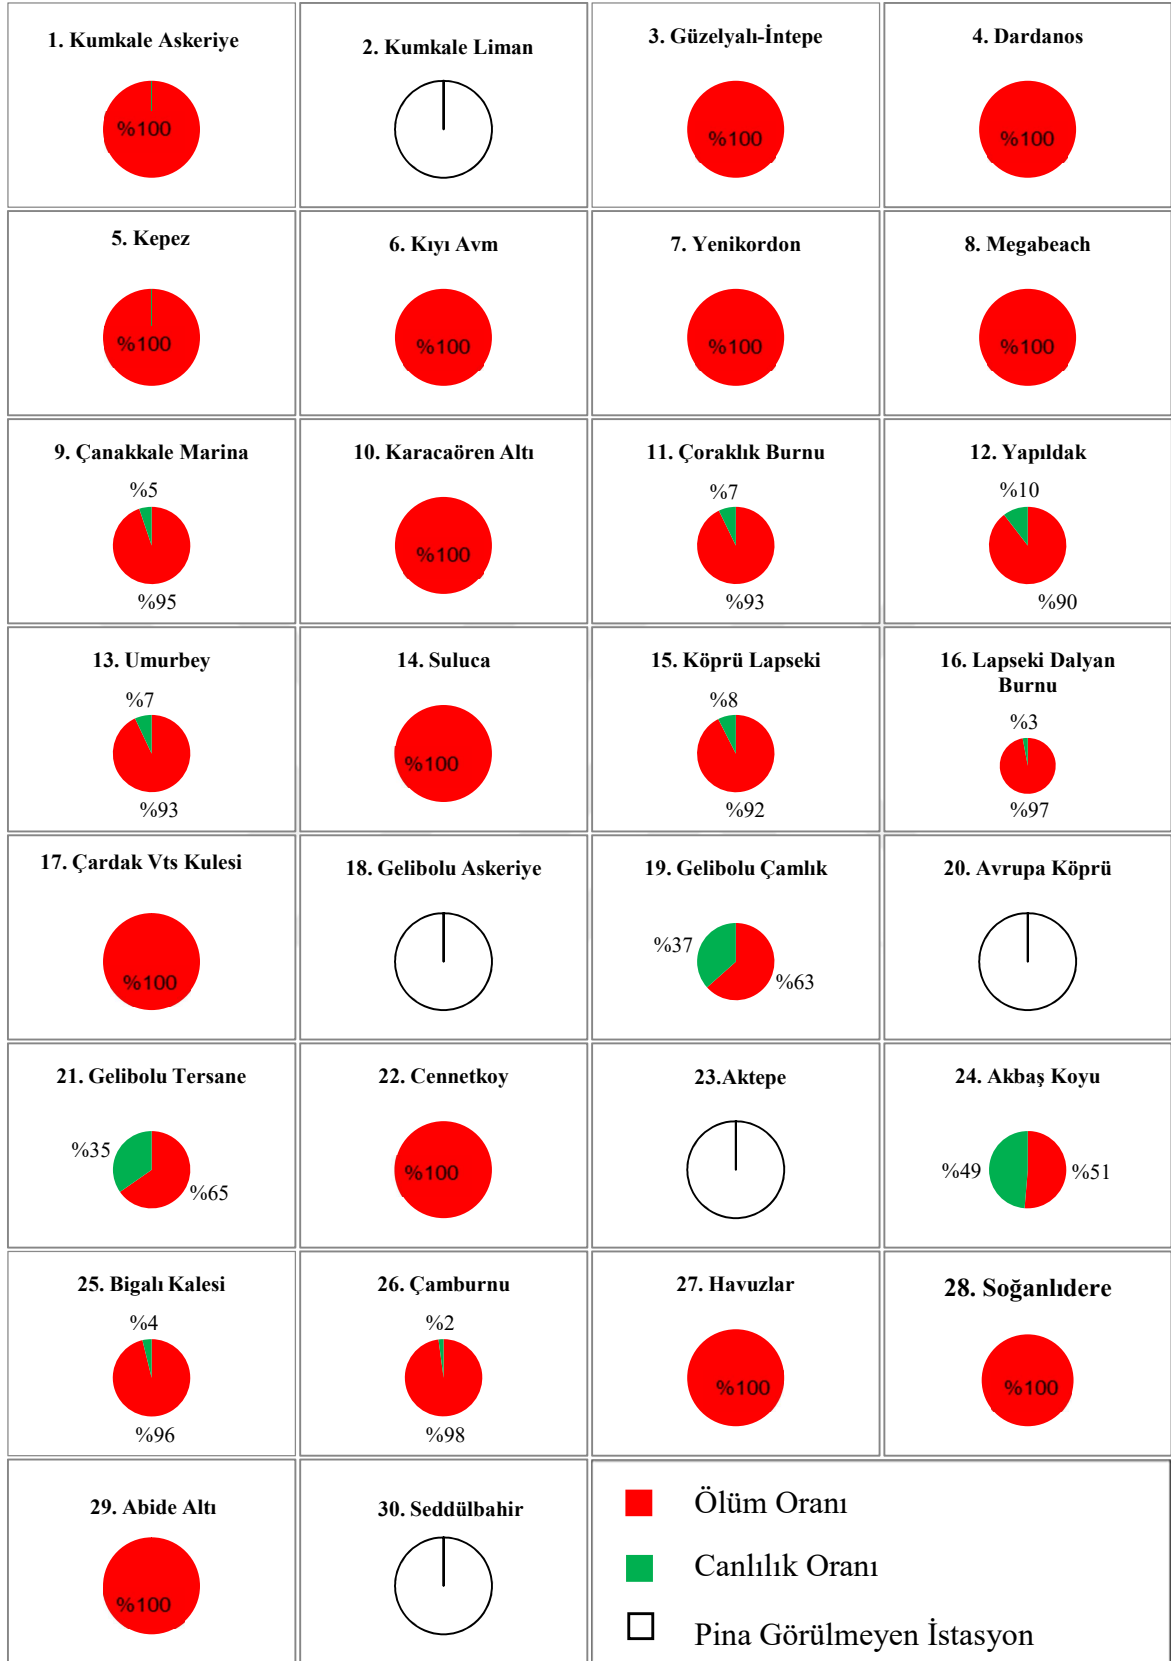 1. Kumkale Askeriye
%100
2. Kumkale Liman
3. Güzelyalı-İntepe
%100
4. Dardanos
%100
5. Kepez
%100
6. Kıyı Avm
%100
7. Yenikordon
%100
8. Megabeach
%100
9. Çanakkale Marina
%5
%95
10. Karacaören Altı
%100
11. Çoraklık Burnu
%7
%93
12. Yapıldak
%10
%90
13. Umurbey
%7
%93
14. Suluca
%100
15. Köprü Lapseki
%8
%92
16. Lapseki Dalyan
Burnu
%3
%97
17. Çardak Vts Kulesi
%100
18. Gelibolu Askeriye
19. Gelibolu Çamlık
%37
%63
20. Avrupa Köprü
21. Gelibolu Tersane
%35
%65
22. Cennetkoy
%100
23.Aktepe
24. Akbaş Koyu
%49
%51
25. Bigalı Kalesi
%4
%96
26. Çamburnu
%2
%98
27. Havuzlar
%100
28. Soğanlıdere
%100
29. Abide Altı
%100
30. Seddülbahir
Ölüm Oranı
Canlılık Oranı
Pina Görülmeyen İstasyon